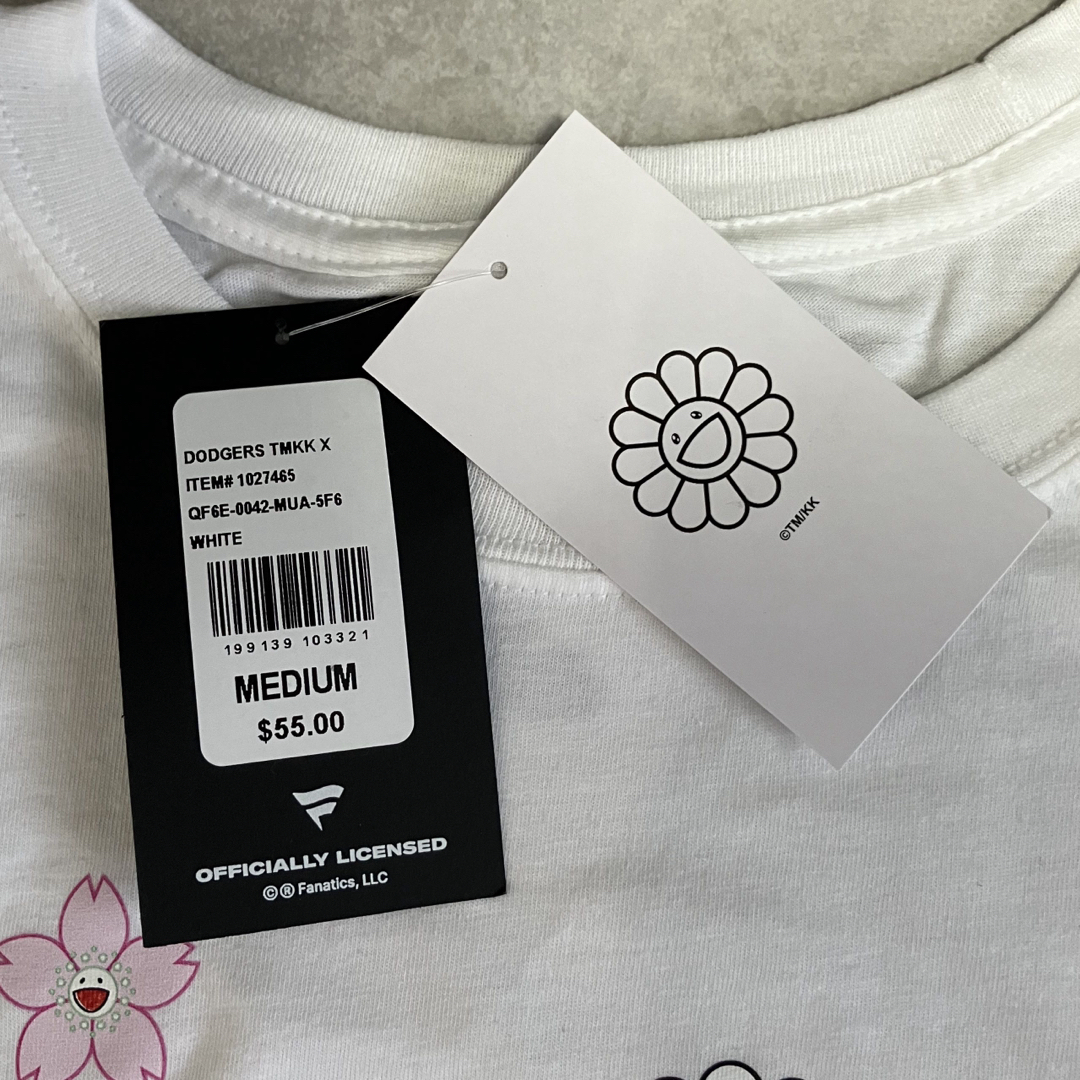 DODGERS TMKK X
ITEM# 1027465
QF6E-0042-MUA-5F6
WHITE
199139 103321
MEDIUM
$55.00
OFFICIALLY LICENSED
©® Fanatics, LLC
©TM/KK